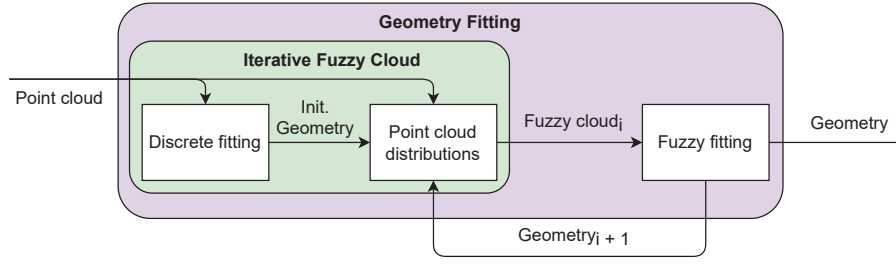 Geometry Fitting
Iterative Fuzzy Cloud
Point cloud
Discrete fitting
Init.
Geometry
Point cloud
distributions
Fuzzy cloudᵢ
Fuzzy fitting
Geometry
Geometryᵢ ₊ ₁